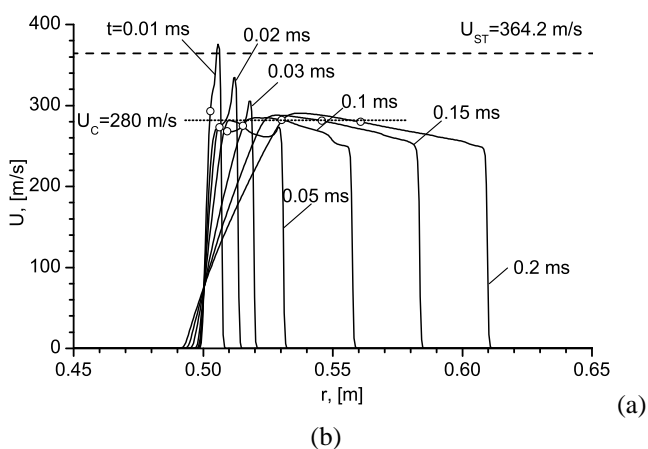 400
300
200
100
0
U, [m/s]
t=0.01 ms
0.02 ms
0.03 ms
U_ST=364.2 m/s
U_C=280 m/s
0.1 ms
0.15 ms
0.05 ms
0.2 ms
0.45 0.50 0.55 0.60 0.65
r, [m]
(a)
(b)